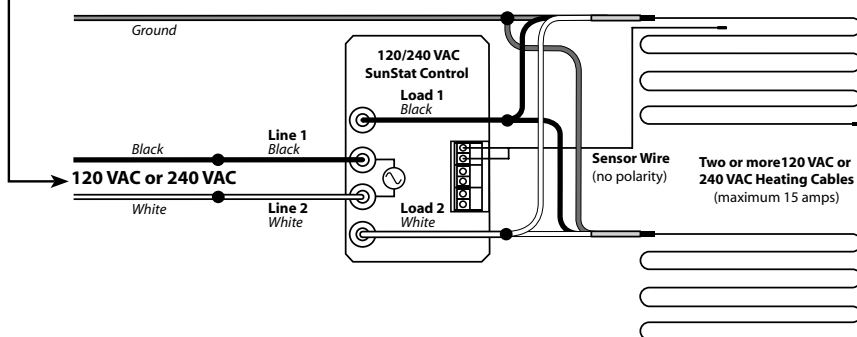 Ground
120/240 VAC
SunStat Control
Load 1
Black
Black
Line 1
Black
120 VAC or 240 VAC
White
Line 2
White
Load 2
White
Sensor Wire
(no polarity)
Two or more120 VAC or
240 VAC Heating Cables
(maximum 15 amps)